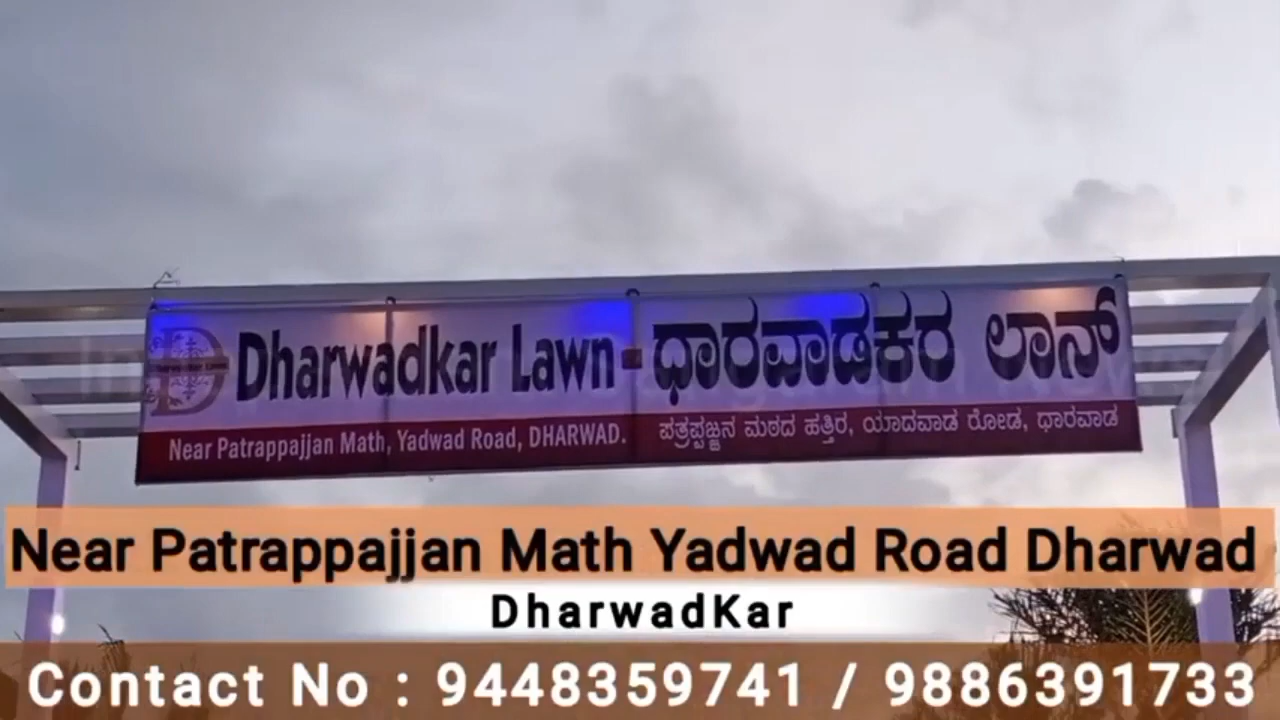 Dharwadkar Lawn - ಧಾರವಾಡಕರ ಲಾನ್
Near Patrappajjan Math, Yadwad Road, DHARWAD. ಪತ್ರಪ್ಪಜ್ಜನ ಮಠದ ಹತ್ತಿರ, ಯಾದವಾಡ ರೋಡ, ಧಾರವಾಡ
Near Patrappajjan Math Yadwad Road Dharwad
DharwadKar
Contact No : 9448359741 / 9886391733